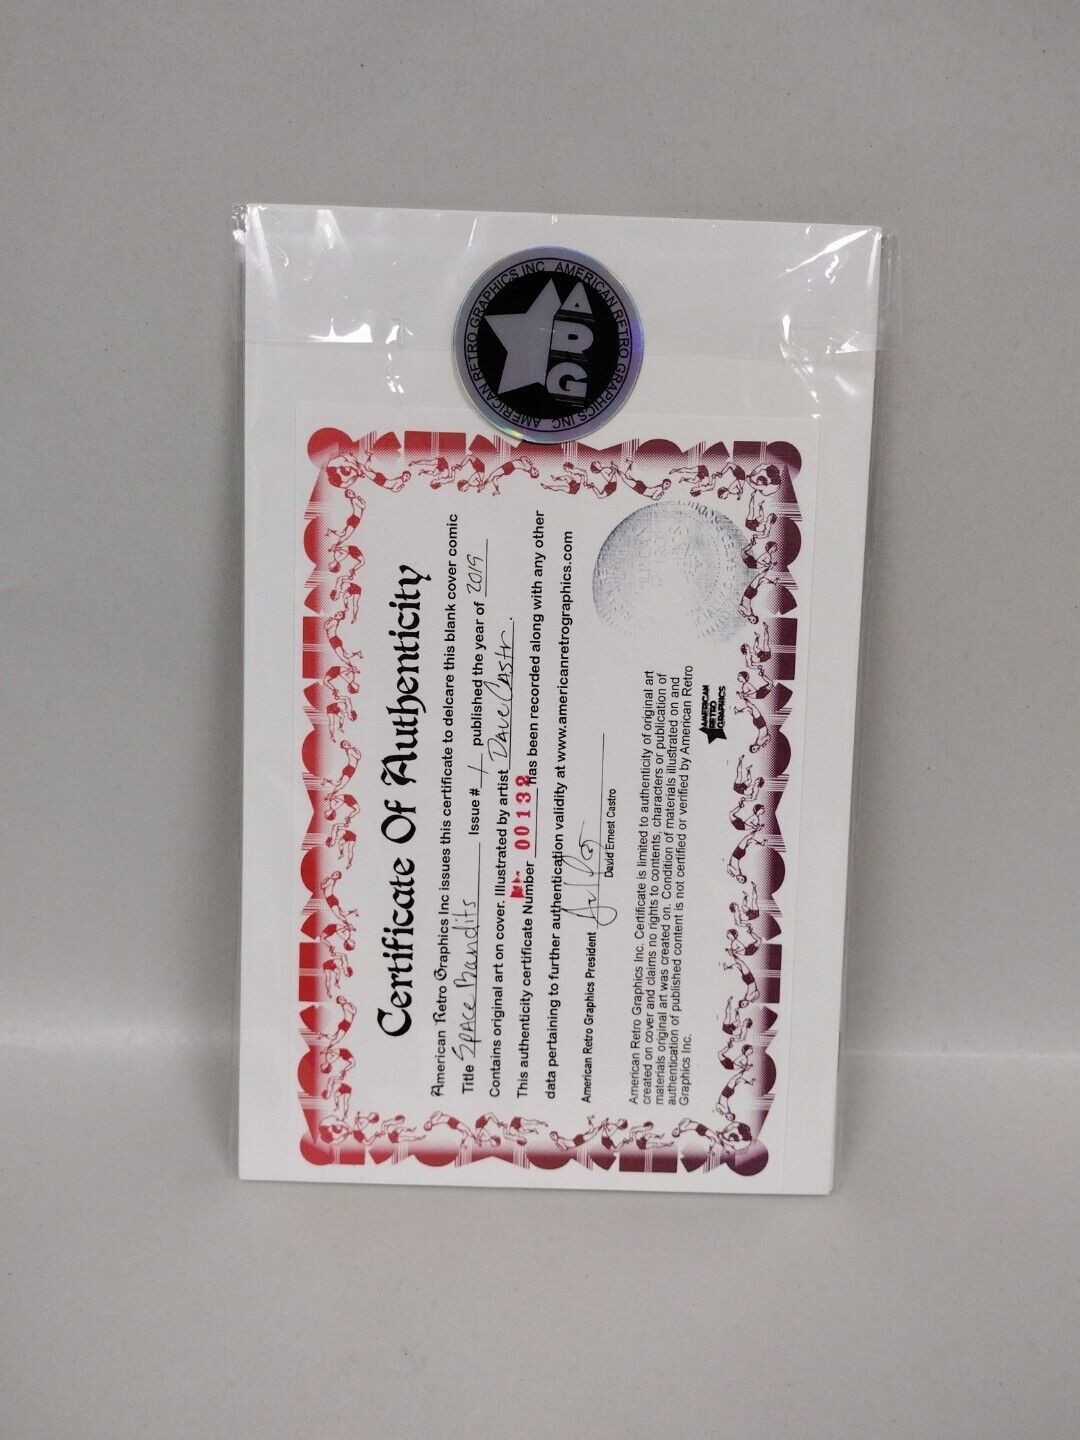 AMERICAN RETRO GRAPHICS INC AMERICAN RETRO GRAPHICS INC
ARG
Certificate Of Authenticity
American Retro Graphics Inc issues this certificate to delcare this blank cover comic
Title Space Bandits Issue # 1 published the year of 2019
Contains original art on cover. Illustrated by artist Dave Castr.
This authenticity certificate Number 00132 has been recorded along with any other
data pertaining to further authentication validity at www.americanretrographics.com
American Retro Graphics President
David Ernest Castro
American Retro Graphics Inc. Certificate is limited to authenticity of original art
created on cover and claims no rights to contents, characters or publication of
materials original art was created on. Condition of materials illustrated on and
authentication of published content is not certified or verified by American Retro
Graphics Inc.
AMERICAN
RETRO
GRAPHICS